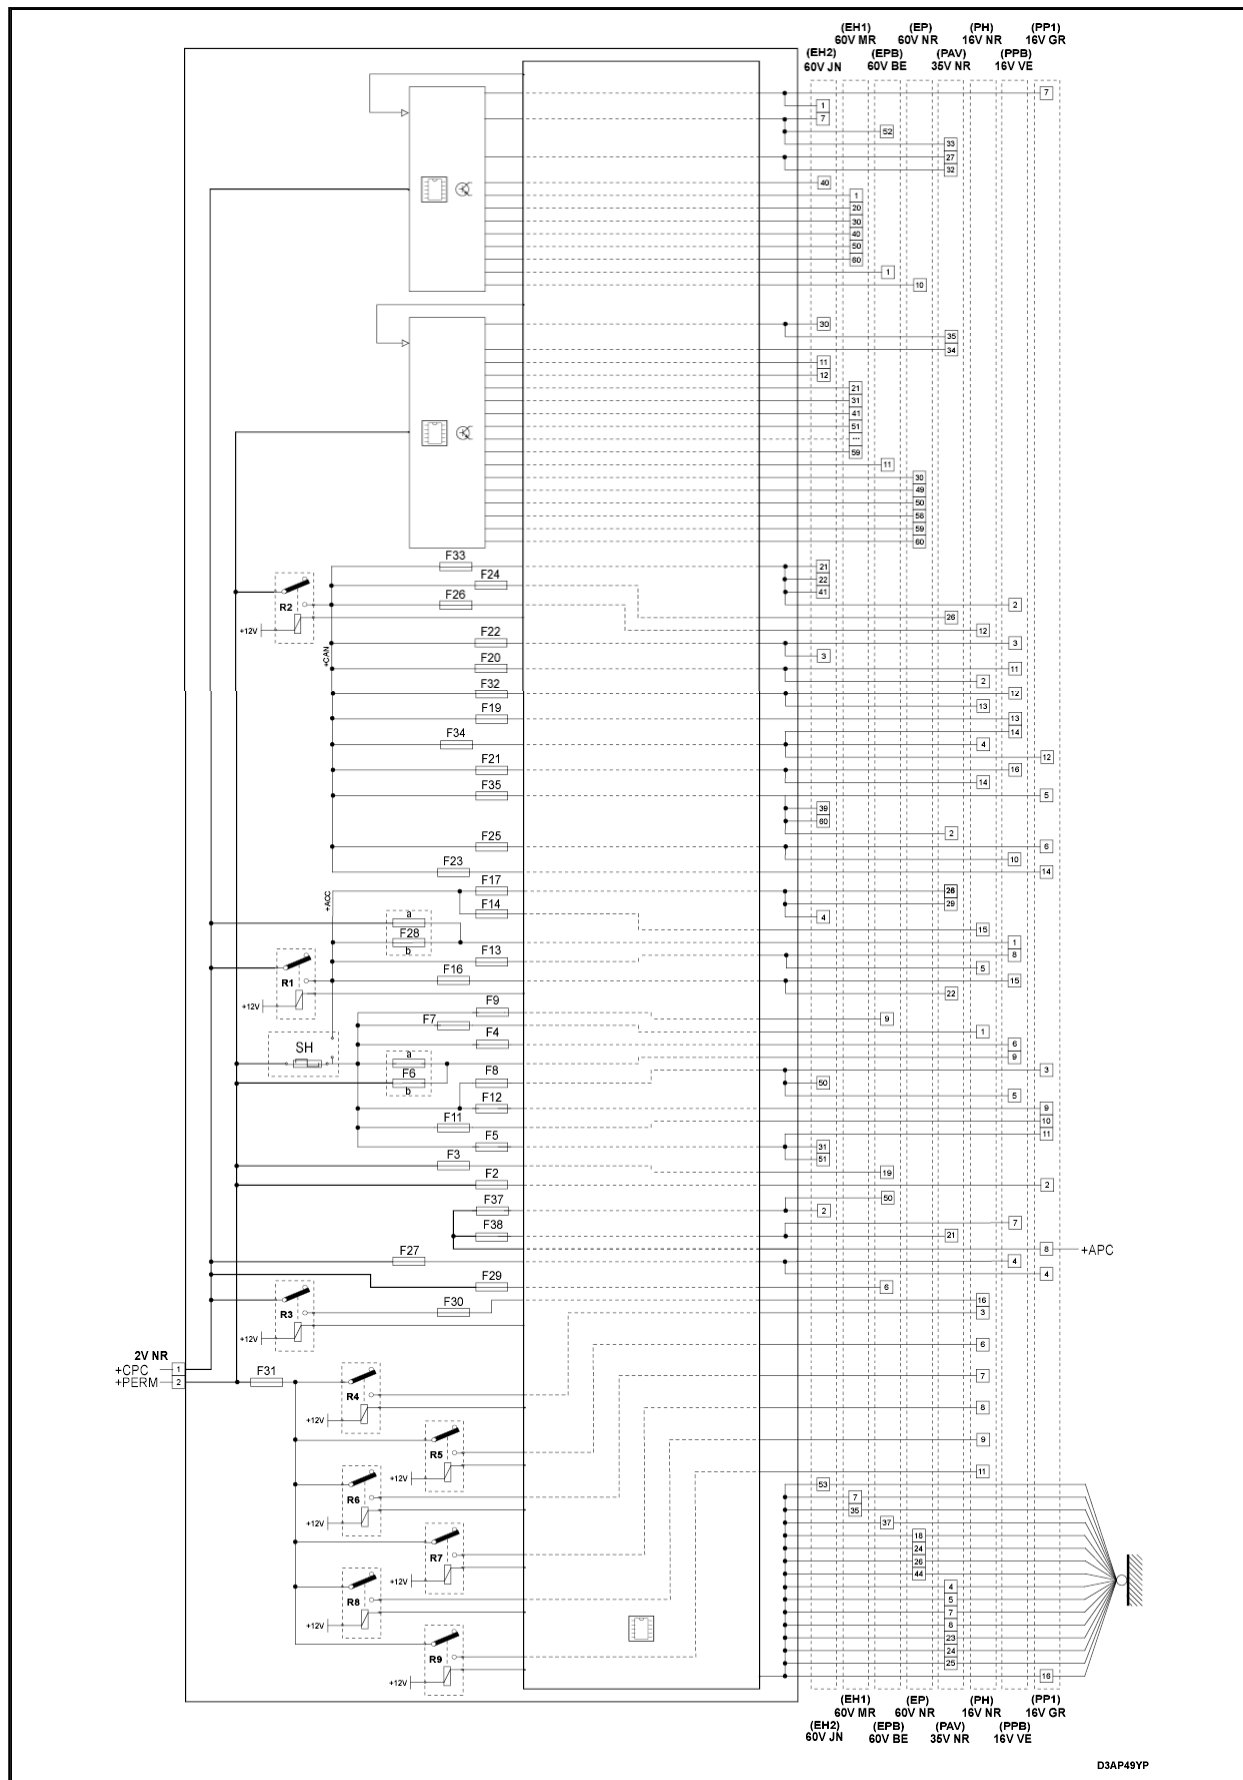 (EH1) (EP) (PH) (PP1)
60V MR 60V NR 16V NR 16V GR
(EH2) (EPB) (PAV) (PPB)
60V JN 60V BE 35V NR 16V VE
7
1
7
52
33
27
32
40
1
20
30
40
50
60
1
10
30
35
34
11
12
21
31
41
51
---
59
11
30
49
50
58
59
60
F33 21
F24 22
R2 41
F26 2
26
+12V 12
+CAN
F22 3
3
F20 11
2
F32 12
13
F19 13
14
F34 4
12
F21 16
14
F35 5
39
60
2
F25 6
10
F23 14
+ACC
F17 28
29
F14 4
a 15
F28 1
b
F13 8
5
R1 F16 15
22
+12V
F9 9
F7 1
F4 6
SH a 9
F6 F8 3
b 50
5
F12 9
F11 10
11
F5 31
51
F3 19
F2 2
50
F37 2
7
F38 21
8 +APC
F27 4
4
F29 6
16
R3 F30 3
+12V
6
2V NR
+CPC 1
+PERM 2 F31 7
R4
8
+12V
R5 9
11
+12V
53
R6 7
35
+12V 37
18
R7 24
26
44
+12V
4
R8 5
7
+12V 8
23
R9 24
25
16
+12V
(EH1) (EP) (PH) (PP1)
60V MR 60V NR 16V NR 16V GR
(EH2) (EPB) (PAV) (PPB)
60V JN 60V BE 35V NR 16V VE
D3AP49YP